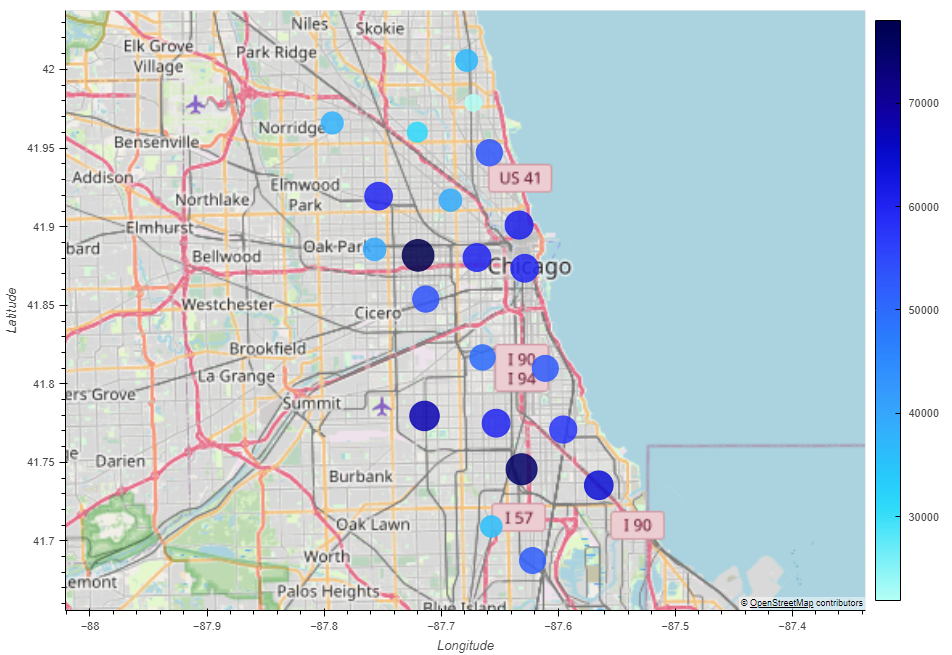 Niles
Skokie
Elk Grove
Village
Park Ridge
42
Norridge
41.95
Bensenville
US 41
Addison
Elmwood
Park
Northlake
41.9
Elmhurst
bard
Oak Park
Bellwood
Chicago
Westchester
41.85
Cicero
Brookfield
I 90
I 94
La Grange
41.8
ers Grove
Summit
ge
Darien
41.75
Burbank
I 57
I 90
Oak Lawn
41.7
Worth
emont
Palos Heights
Blue Island
© OpenStreetMap contributors
−88
−87.9
−87.8
−87.7
−87.6
−87.5
−87.4
Longitude
Latitude
70000
60000
50000
40000
30000